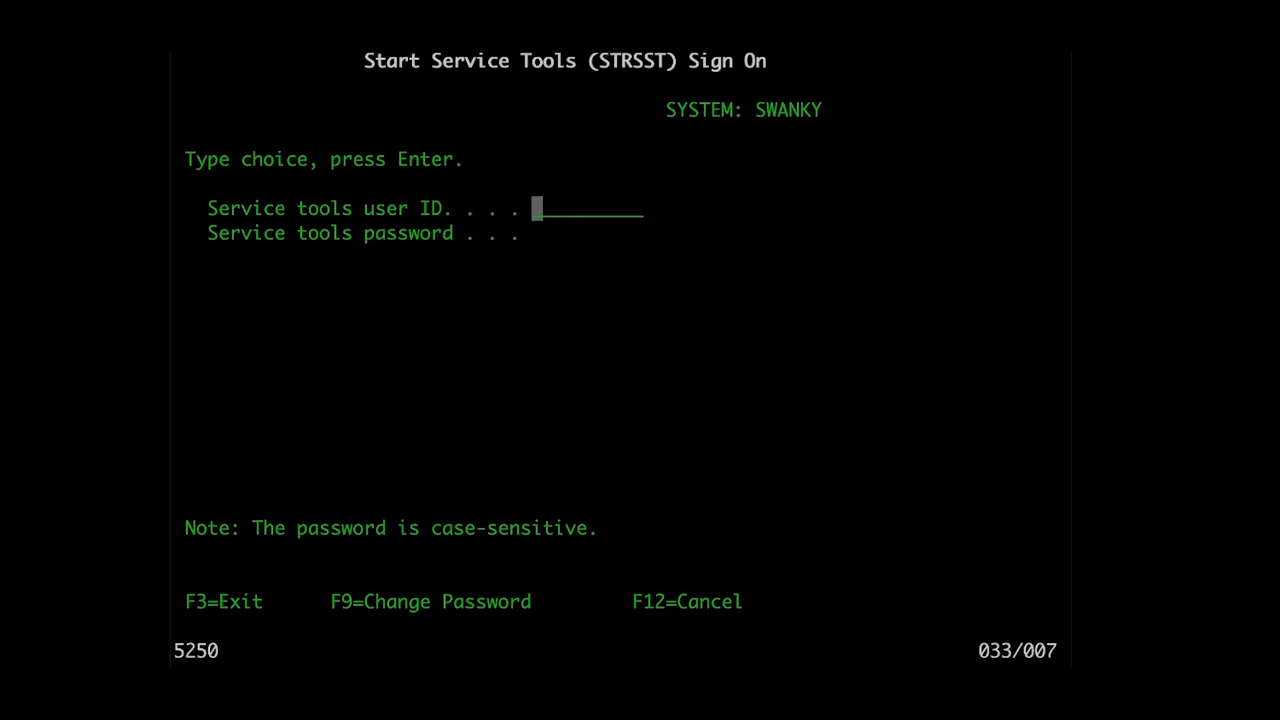 Start Service Tools (STRSST) Sign On
SYSTEM: SWANKY
Type choice, press Enter.
Service tools user ID. . . .
Service tools password . . .
Note: The password is case-sensitive.
F3=Exit F9=Change Password F12=Cancel
5250 033/007